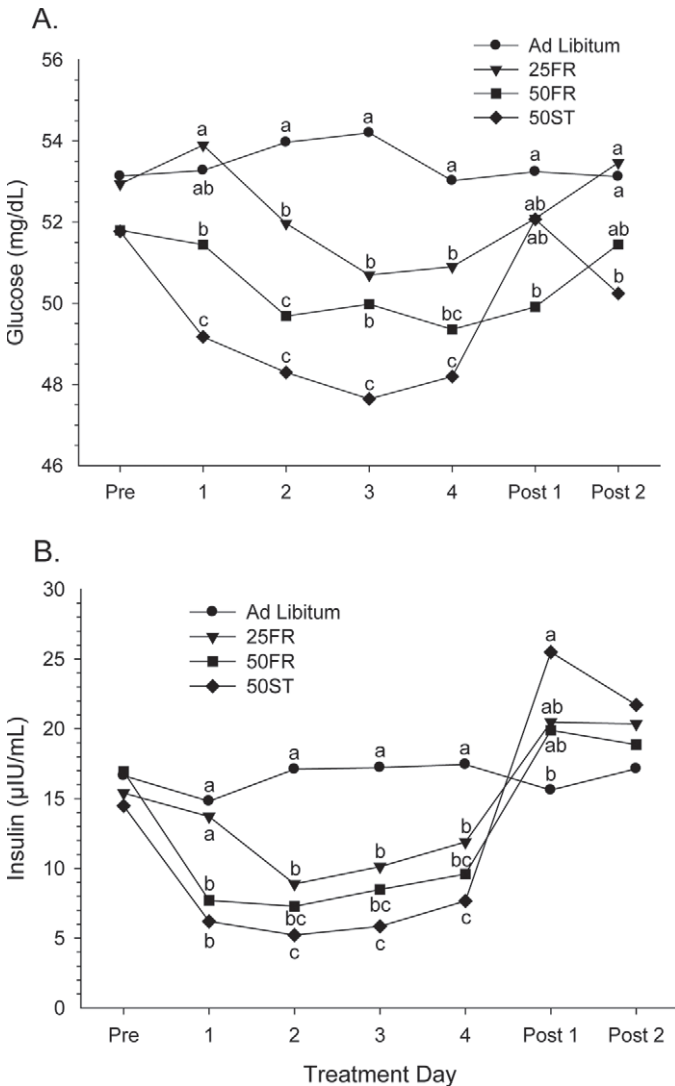 A.
Ad Libitum
25FR
50FR
50ST
Glucose (mg/dL)
56
54
52
50
48
46
a
a
a
a
a
a
ab
a
b
b
ab
ab
b
b
b
ab
c
b
bc
b
b
c
c
c
c
Pre 1 2 3 4 Post 1 Post 2
B.
Ad Libitum
25FR
50FR
50ST
Insulin (µIU/mL)
30
25
20
15
10
5
0
a
a
a
a
a
ab
ab
b
a
b
b
b
b
bc
bc
bc
b
c
c
c
Pre 1 2 3 4 Post 1 Post 2
Treatment Day